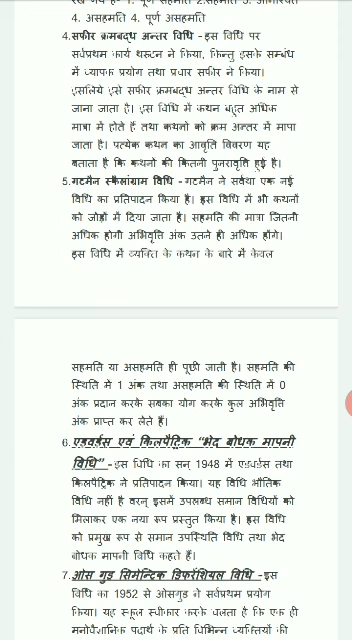 4. असहमति 4. पूर्ण असहमति
4.सफीर क्रमबद्ध अन्तर विधि -इस विधि पर
सर्वप्रथम कार्य थस्टन ने किया, किन्तु इसके सम्बंध
में व्यापक प्रयोग तथा प्रचार सफीर ने किया।
इसलिये इसे सफीर क्रमबद्ध अन्तर विधि के नाम से
जाना जाता है। इस विधि में कथन बहुत अधिक
मात्रा में होते हैं तथा कथनों को क्रम अन्तर में मापा
जाता है। प्रत्येक कथन का आवृति विवरण यह
बताता है कि कथनों की कितनी पुनरावृति हुई है।
5.गटमैन स्कैलोग्राम विधि -गटमैन ने सर्वथा एक नई
विधि का प्रतिपादन किया है। इस विधि में भी कथनों
को जोड़ों में दिया जाता है। सहमति की मात्रा जितनी
अधिक होगी अभिवृत्ति अंक उतने ही अधिक होंगे।
इस विधि में व्यक्ति के कथन के बारे में केवल
सहमति या असहमति ही पूछी जाती है। सहमति की
स्थिति मे 1 अंक तथा असहमति की स्थिति में 0
अंक प्रदान करके सबका योग करके कुल अभिवृत्ति
अंक प्राप्त कर लेते हैं।
6.एडवर्डस एवं किलपैट्रिक "भेद बोधक मापनी
विधि" -इस विधि का सन् 1948 में एडवर्डस तथा
किलपैट्रिक ने प्रतिपादन किया। यह विधि मौलिक
विधि नहीं है वरन् इसमें उपलब्ध समान विधियों को
मिलाकर एक नया रूप प्रस्तुत किया है। इस विधि
को प्रमुख रूप से समान उपस्थिति विधि तथा भेद
बोधक मापनी विधि कहते हैं।
7.ओस गुड सिमेन्टिक डिफरेंशियल विधि -इस
विधि का 1952 से ओसगुड ने सर्वप्रथम प्रयोग
किया। यह स्कूल स्वीकार करके चलता है कि एक ही
मनोवैज्ञानिक पदार्थ के प्रति विभिन्न व्यक्तियों की